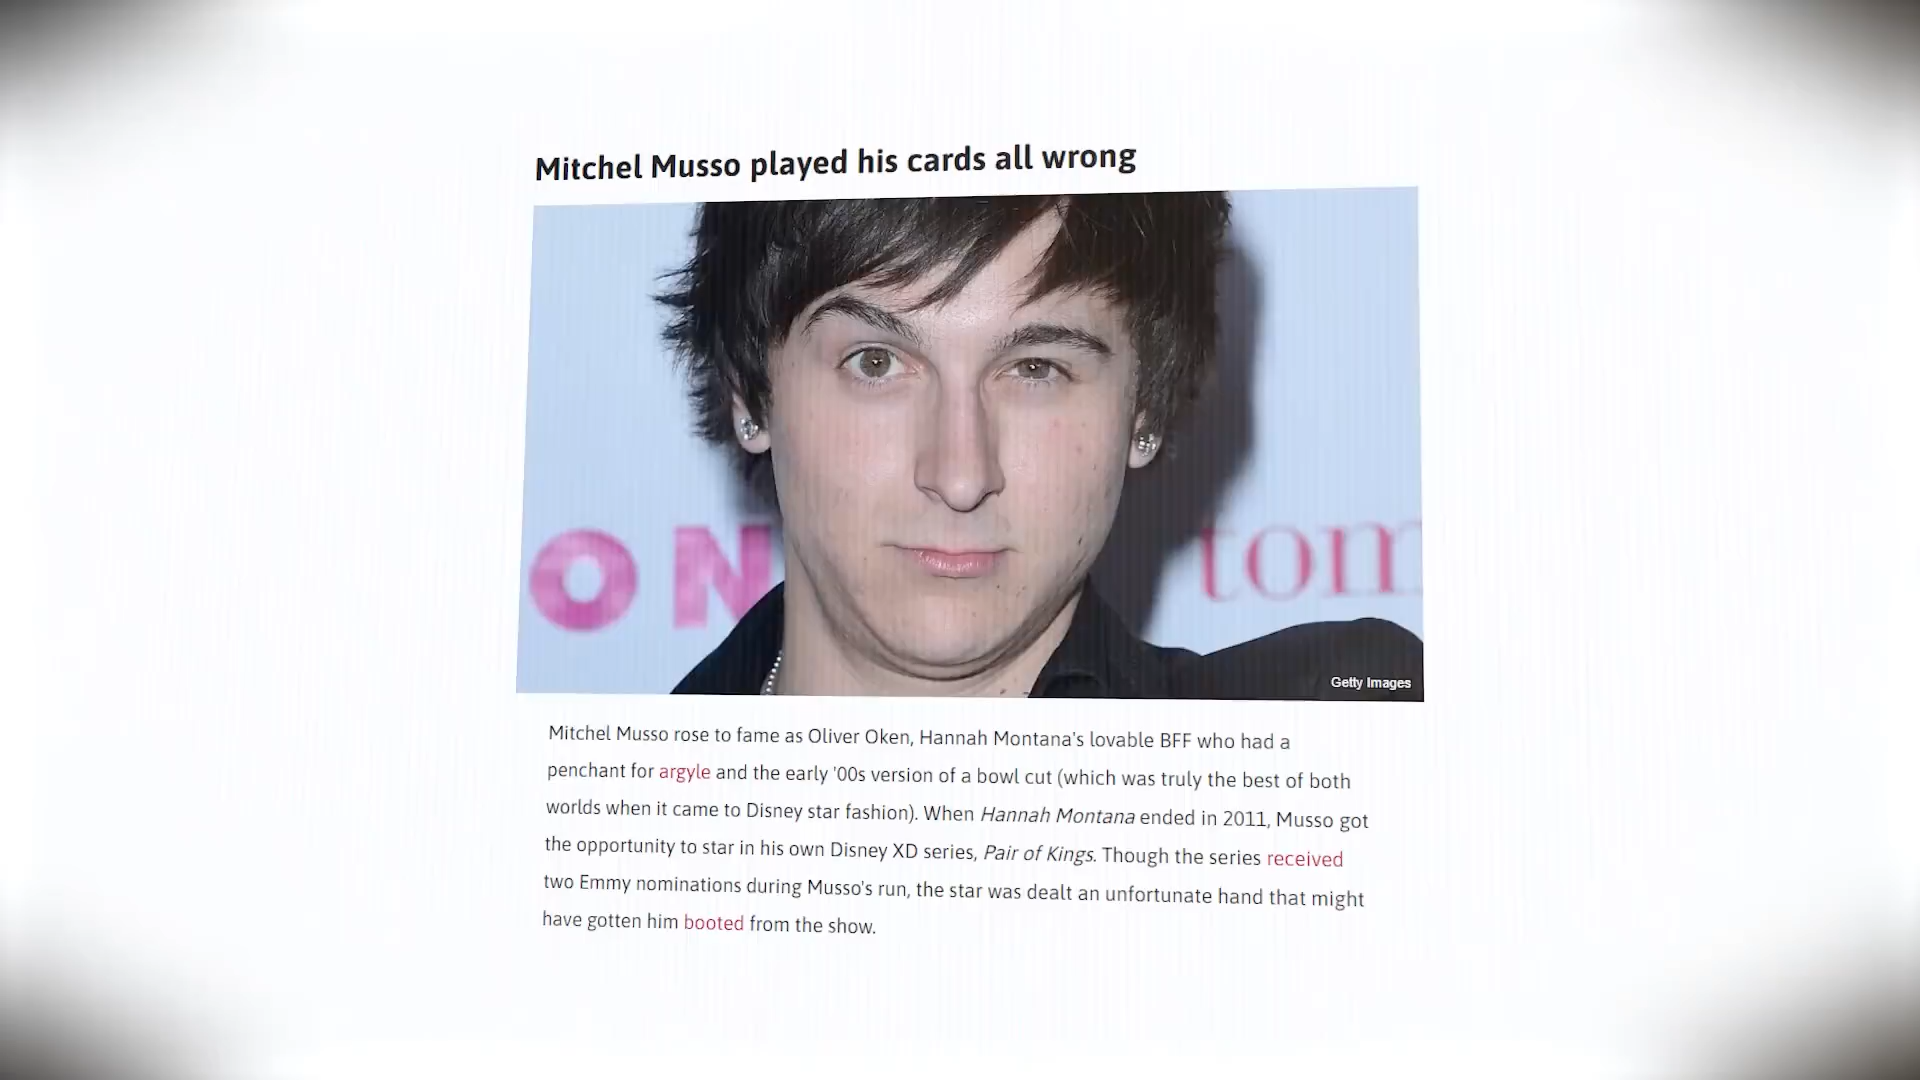 Mitchel Musso played his cards all wrong
ON
tom
Getty Images
Mitchel Musso rose to fame as Oliver Oken, Hannah Montana's lovable BFF who had a
penchant for argyle and the early '00s version of a bowl cut (which was truly the best of both
worlds when it came to Disney star fashion). When Hannah Montana ended in 2011, Musso got
the opportunity to star in his own Disney XD series, Pair of Kings. Though the series received
two Emmy nominations during Musso's run, the star was dealt an unfortunate hand that might
have gotten him booted from the show.